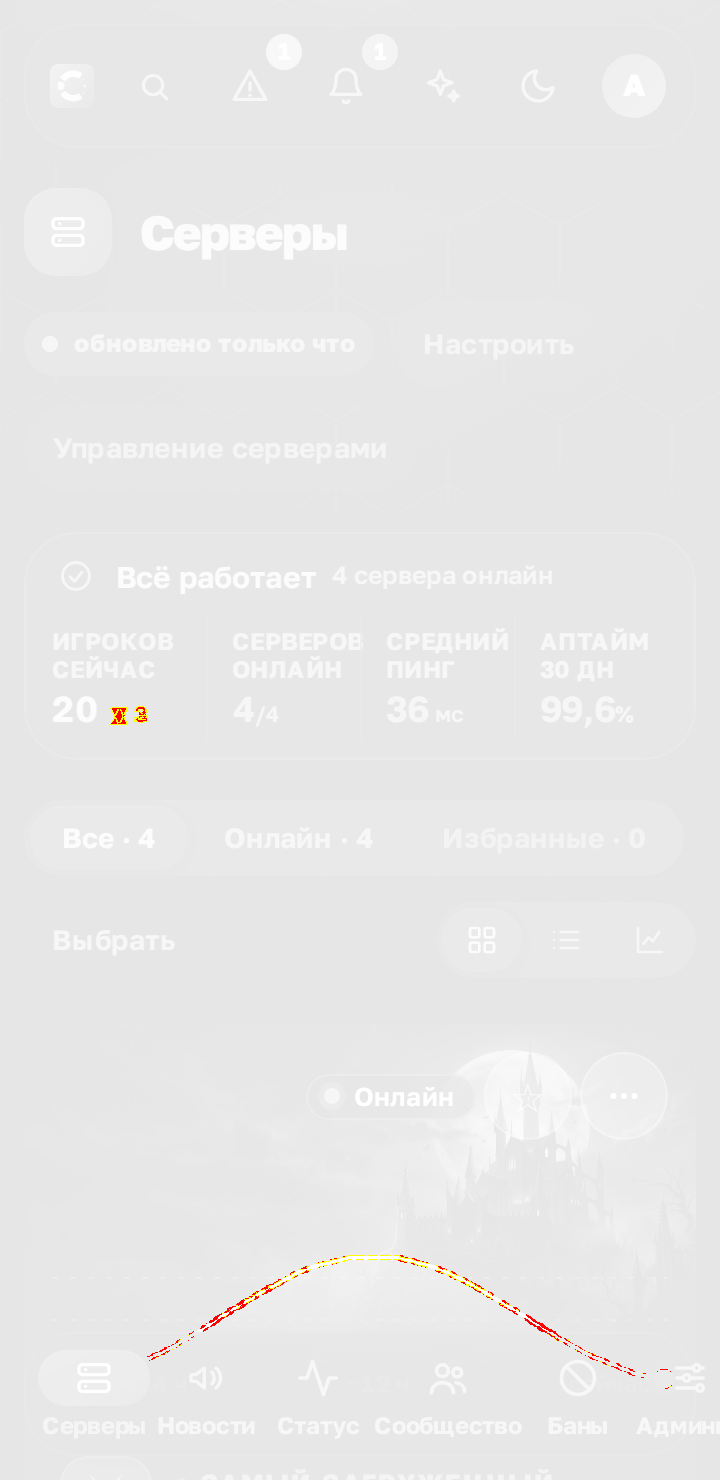 1 1
A
Серверы
обновлено только что
Настроить
Управление серверами
Всё работает 4 сервера онлайн
ИГРОКОВ СЕЙЧАС
СЕРВЕРОВ ОНЛАЙН
СРЕДНИЙ ПИНГ
АПТАЙМ 30 ДН
20
4/4
36 мс
99,6%
Все · 4
Онлайн · 4
Избранные · 0
Выбрать
Онлайн
Серверы Новости Статус Сообщество Баны
САМЫЙ ЗАГРУЖЕННЫЙ